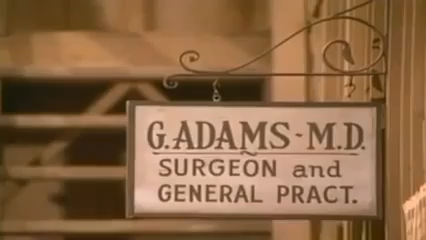 G. ADAMS - M.D.
SURGEON and
GENERAL PRACT.